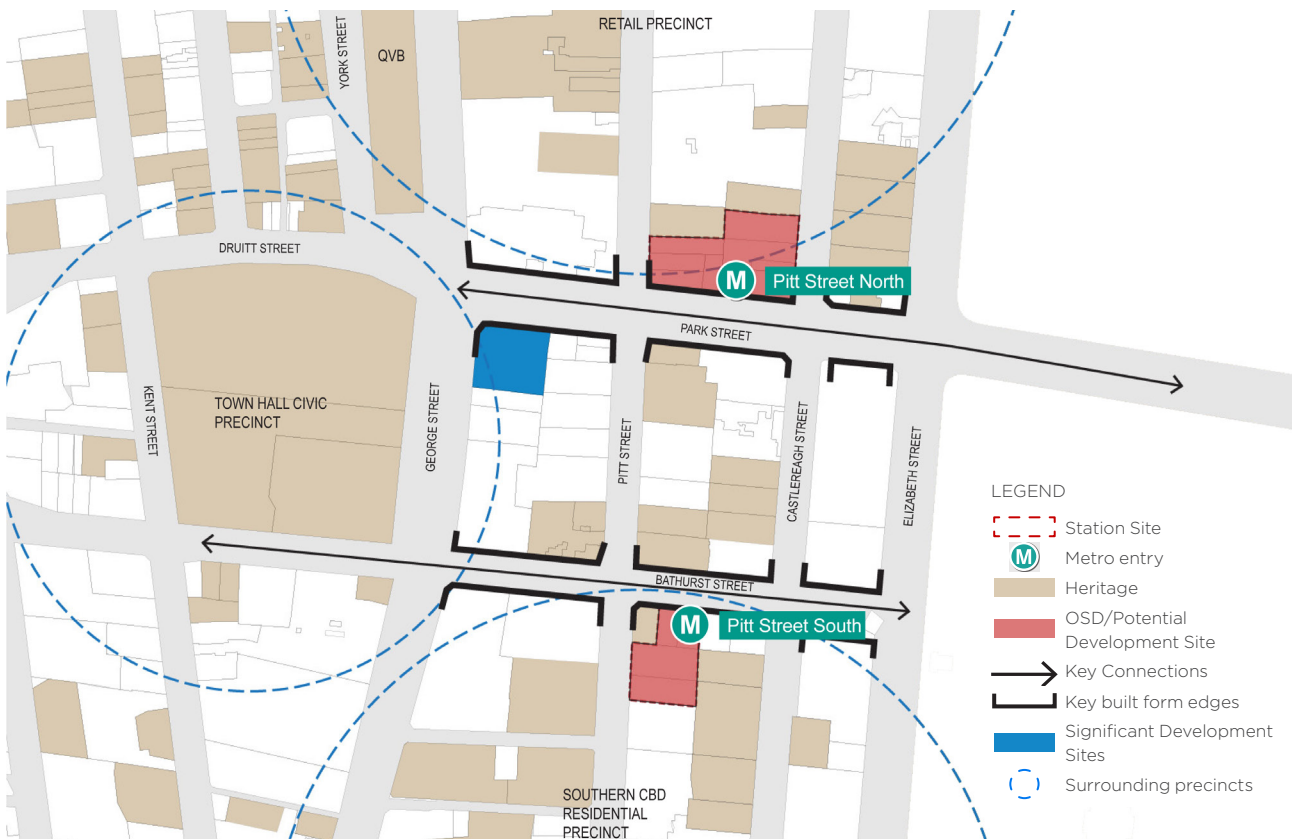 RETAIL PRECINCT
YORK STREET
QVB
DRUITT STREET
M
Pitt Street North
PARK STREET
TOWN HALL CIVIC
PRECINCT
KENT STREET
GEORGE STREET
PITT STREET
CASTLEREAGH STREET
ELIZABETH STREET
BATHURST STREET
M
Pitt Street South
SOUTHERN CBD
RESIDENTIAL
PRECINCT
LEGEND
Station Site
M
Metro entry
Heritage
OSD/Potential
Development Site
Key Connections
Key built form edges
Significant Development
Sites
Surrounding precincts